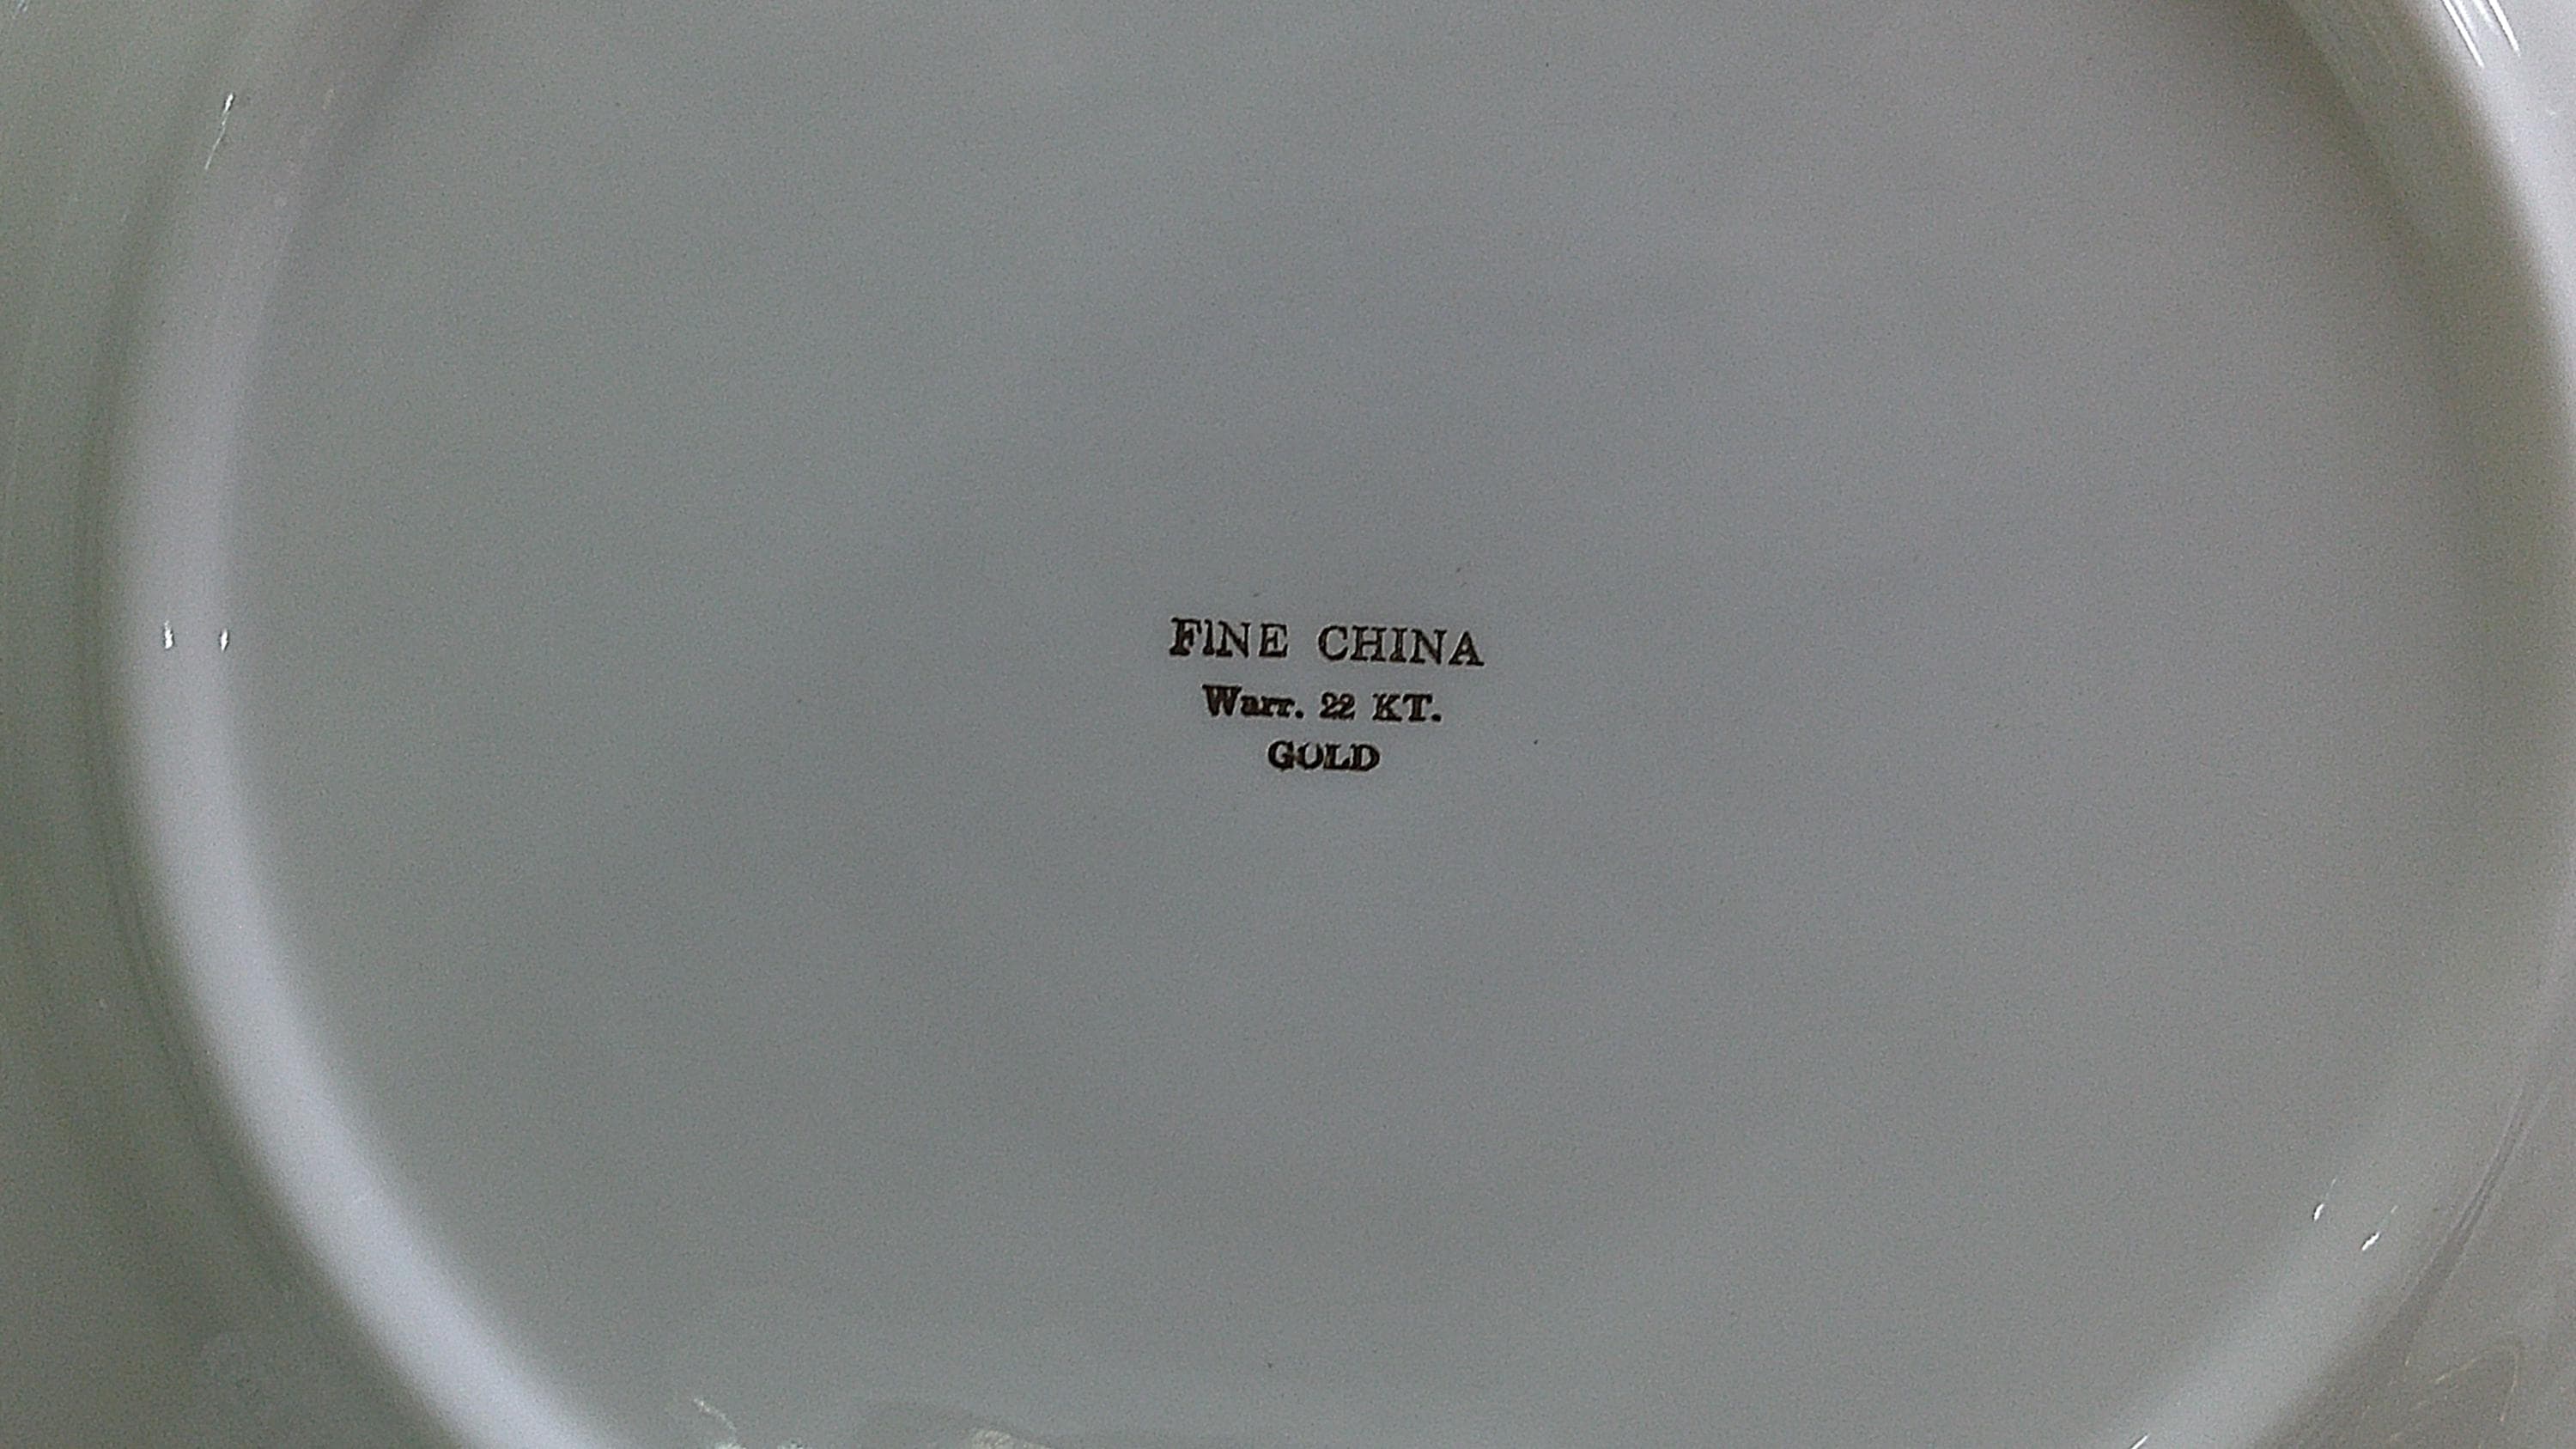 FINE CHINA
Warr. 22 KT.
GOLD